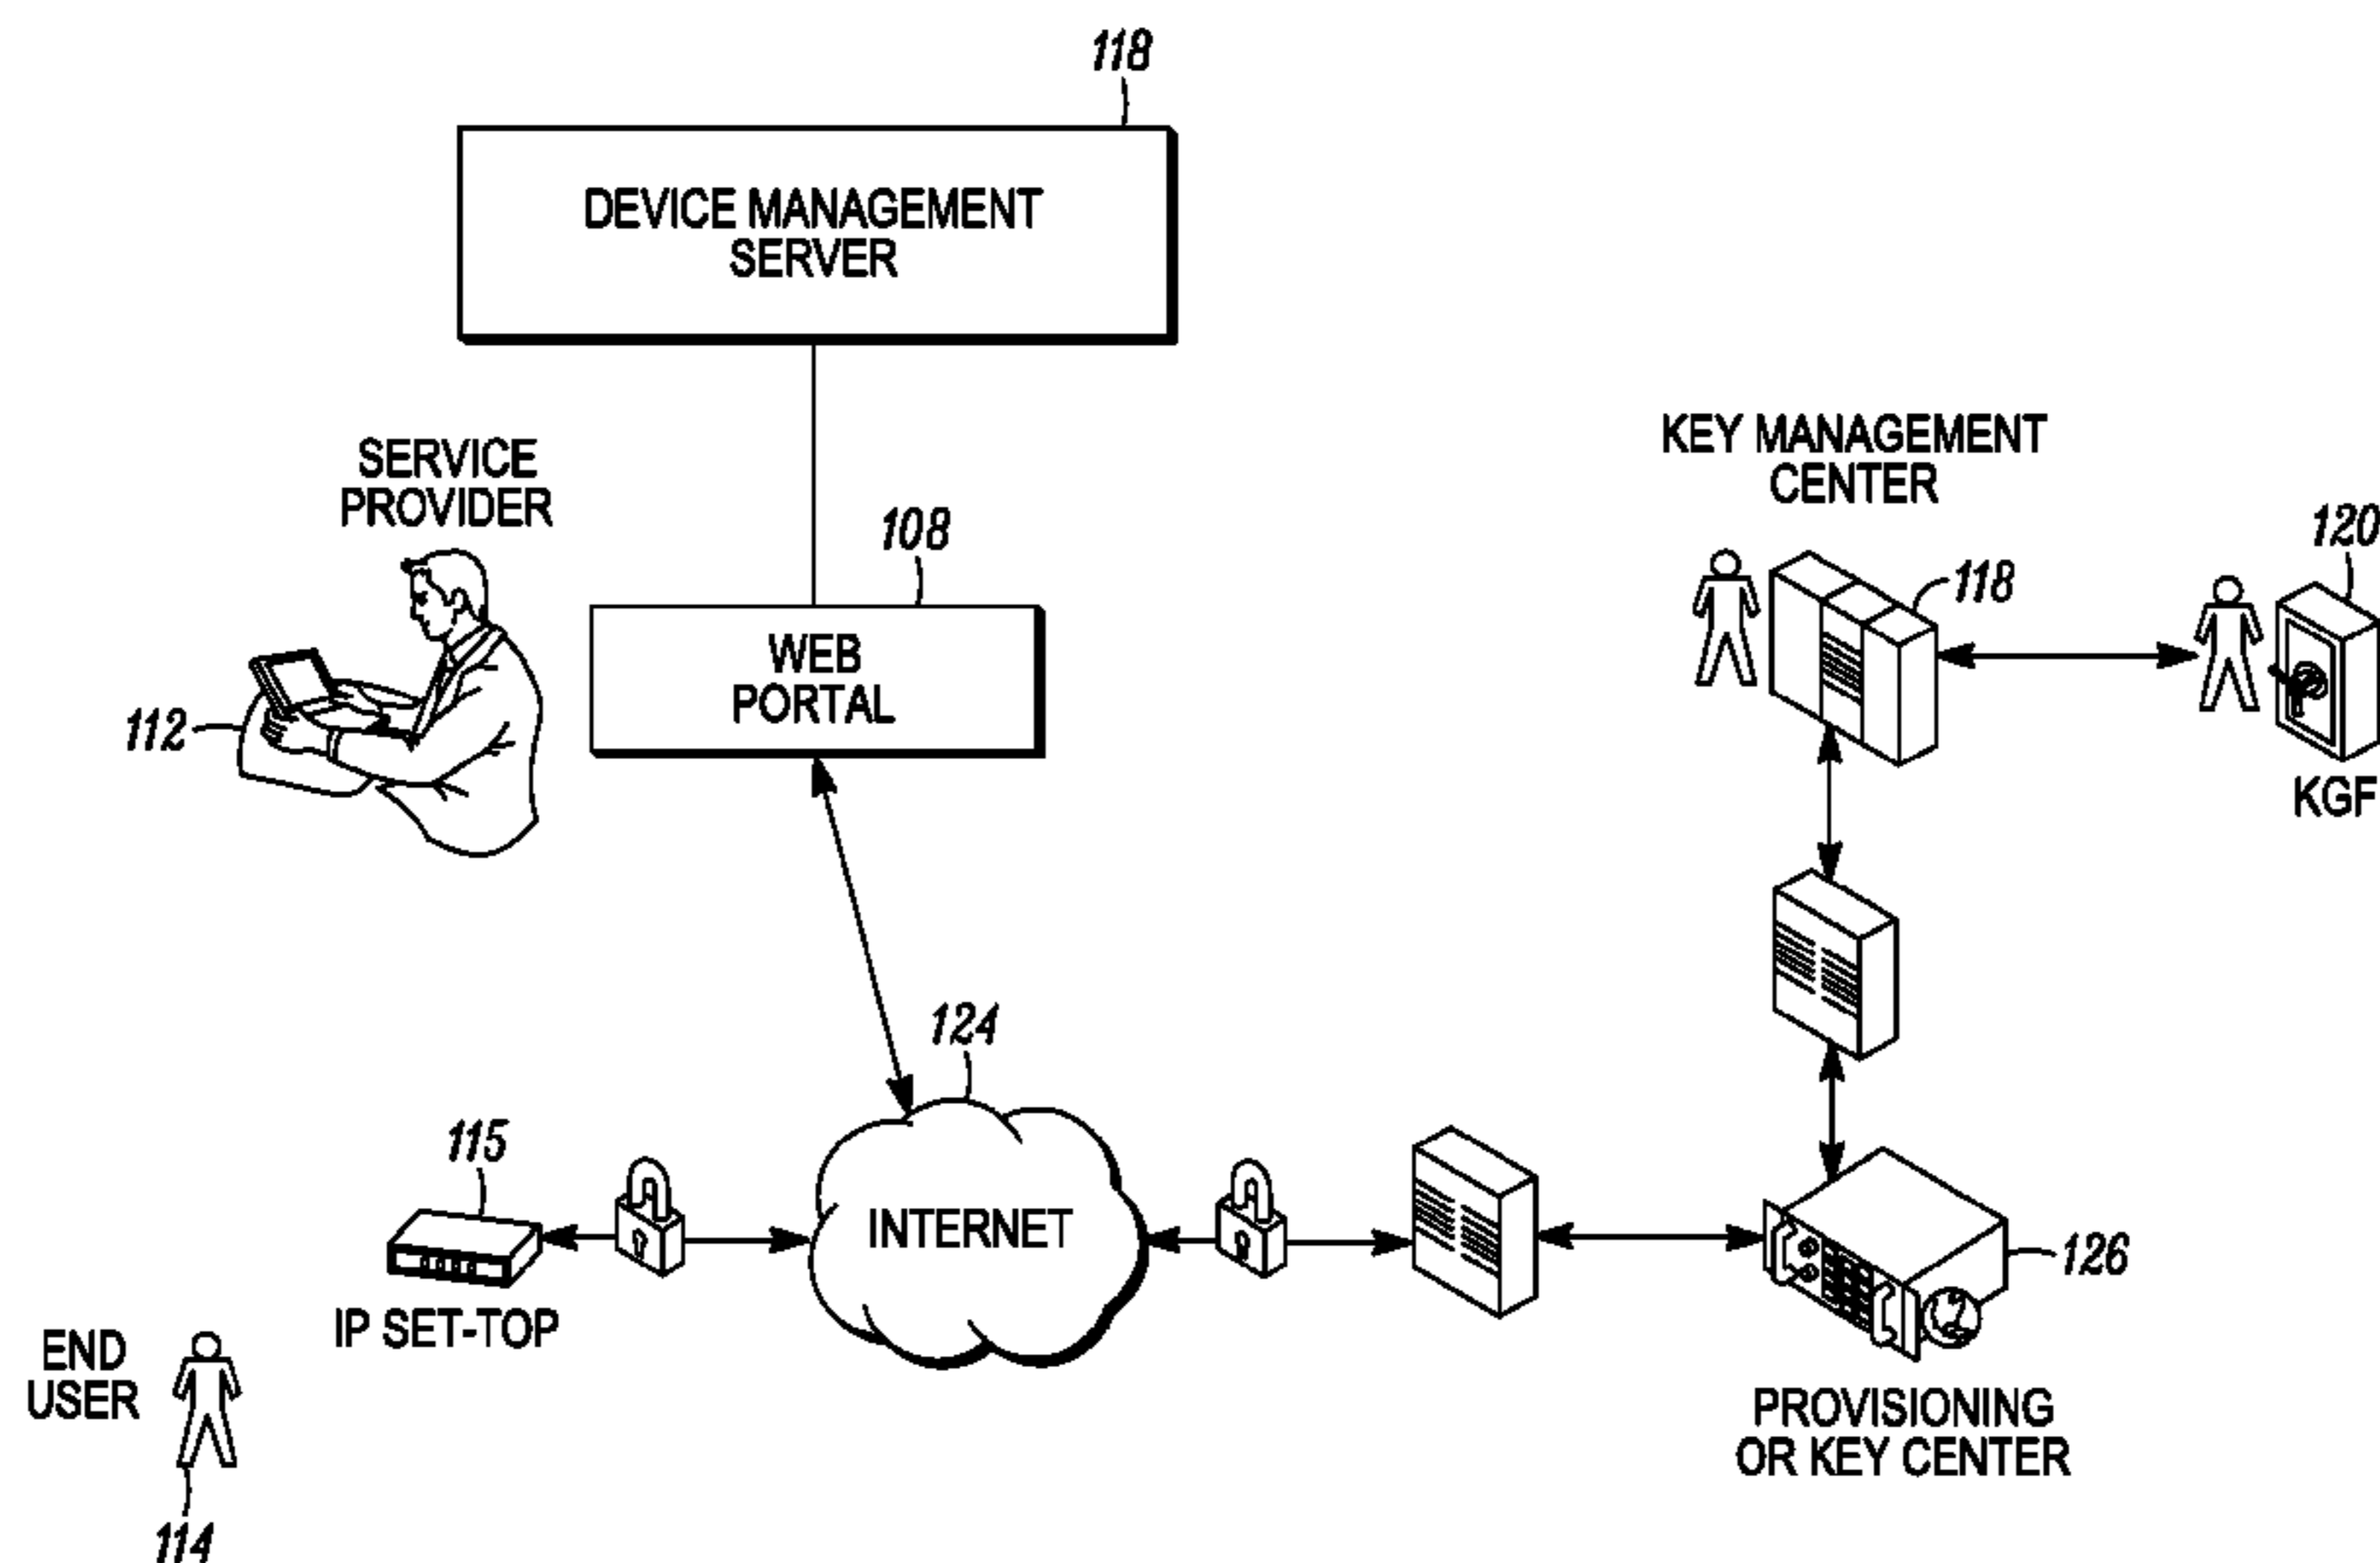 118
DEVICE MANAGEMENT
SERVER
SERVICE
PROVIDER
112
108
WEB
PORTAL
KEY MANAGEMENT
CENTER
118
120
KGF
124
INTERNET
115
IP SET-TOP
END
USER
114
126
PROVISIONING
OR KEY CENTER